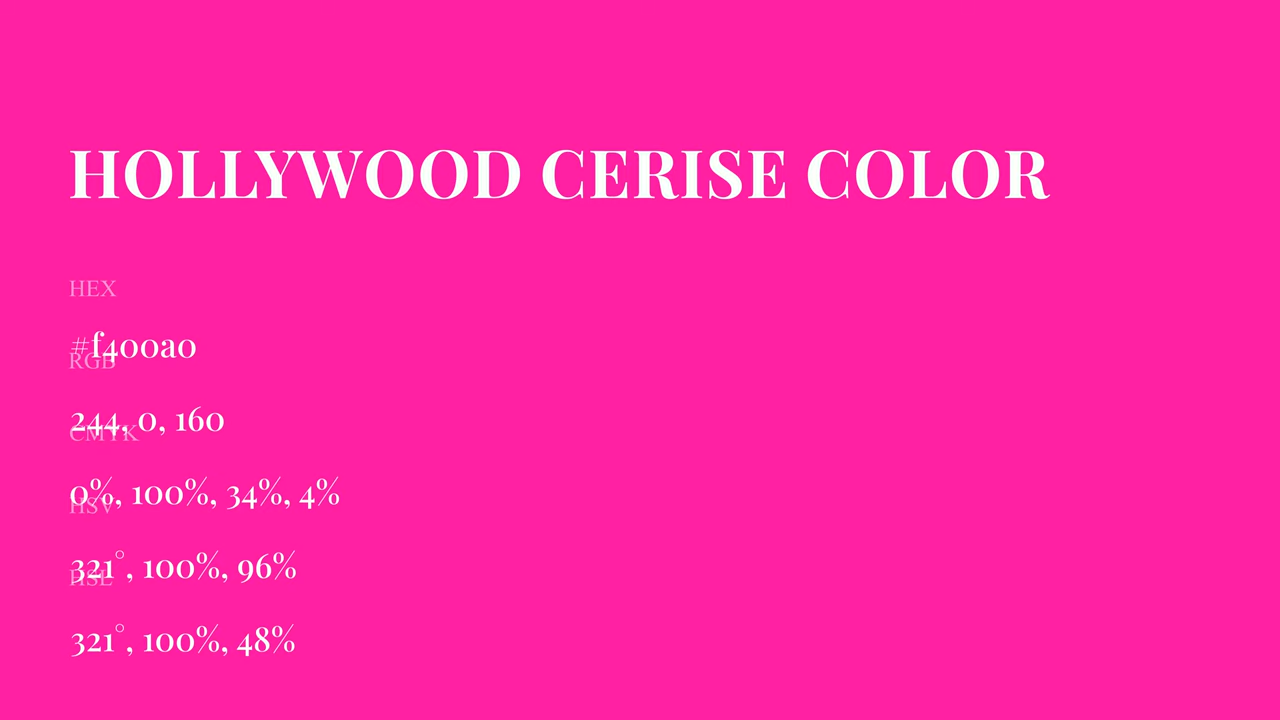 HOLLYWOOD CERISE COLOR
HEX
#f400a0
RGB
244, 0, 160
CMYK
0%, 100%, 34%, 4%
HSV
321°, 100%, 96%
HSL
321°, 100%, 48%